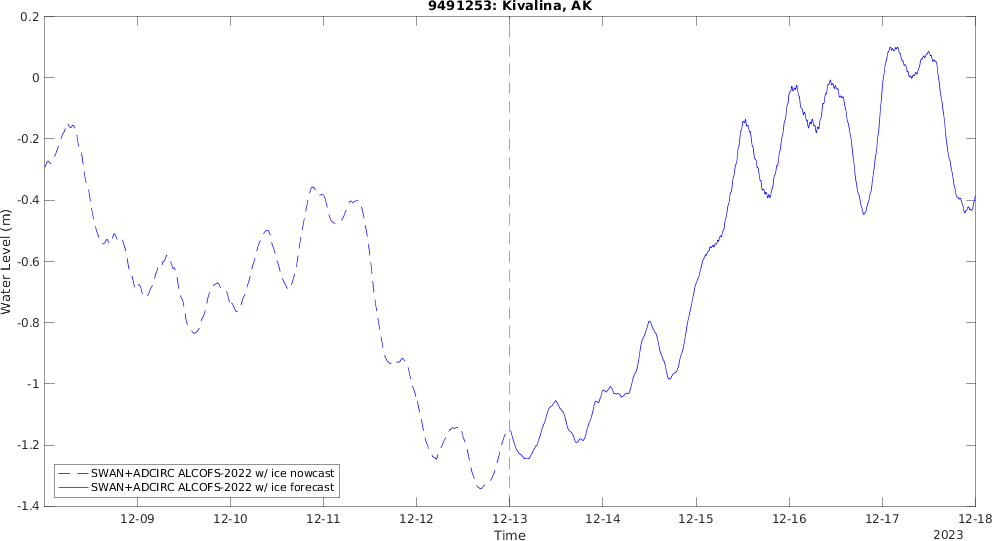 9491253: Kivalina, AK
0.2
0
-0.2
-0.4
-0.6
-0.8
-1
-1.2
-1.4
Water Level (m)
SWAN+ADCIRC ALCOFS-2022 w/ ice nowcast
SWAN+ADCIRC ALCOFS-2022 w/ ice forecast
12-09 12-10 12-11 12-12 12-13 12-14 12-15 12-16 12-17 12-18
Time
2023